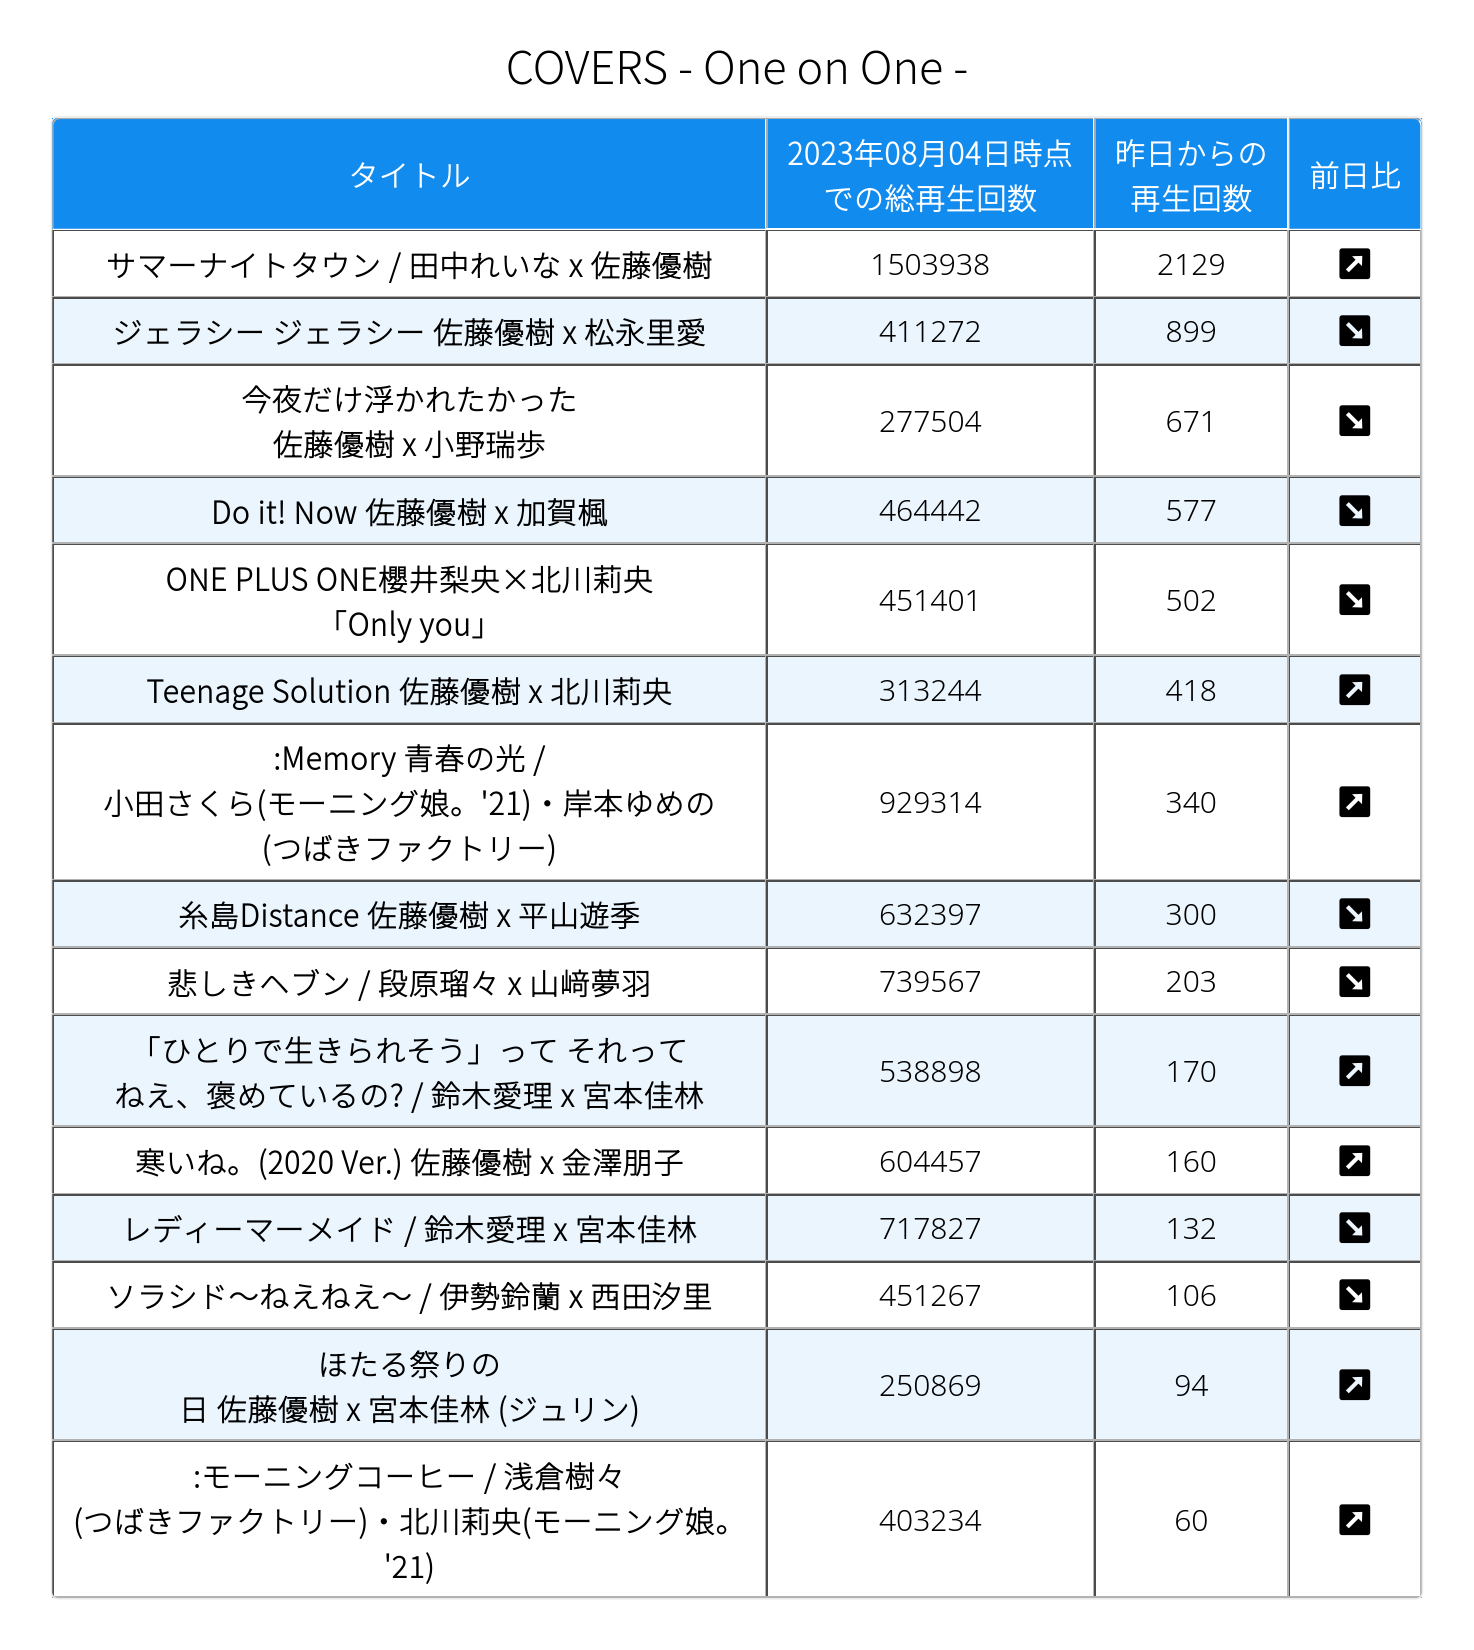 COVERS - One on One -
タイトル
2023年08月04日時点
での総再生回数
昨日からの
再生回数
前日比
サマーナイトタウン / 田中れいな x 佐藤優樹
1503938
2129
ジェラシー ジェラシー 佐藤優樹 x 松永里愛
411272
899
今夜だけ浮かれたかった
佐藤優樹 x 小野瑞歩
277504
671
Do it! Now 佐藤優樹 x 加賀楓
464442
577
ONE PLUS ONE櫻井梨央×北川莉央
「Only you」
451401
502
Teenage Solution 佐藤優樹 x 北川莉央
313244
418
:Memory 青春の光 /
小田さくら(モーニング娘。'21)・岸本ゆめの
(つばきファクトリー)
929314
340
糸島Distance 佐藤優樹 x 平山遊季
632397
300
悲しきヘブン / 段原瑠々 x 山﨑夢羽
739567
203
「ひとりで生きられそう」って それって
ねえ、褒めているの? / 鈴木愛理 x 宮本佳林
538898
170
寒いね。(2020 Ver.) 佐藤優樹 x 金澤朋子
604457
160
レディーマーメイド / 鈴木愛理 x 宮本佳林
717827
132
ソラシド〜ねえねえ〜 / 伊勢鈴蘭 x 西田汐里
451267
106
ほたる祭りの
日 佐藤優樹 x 宮本佳林 (ジュリン)
250869
94
:モーニングコーヒー / 浅倉樹々
(つばきファクトリー)・北川莉央(モーニング娘。
'21)
403234
60